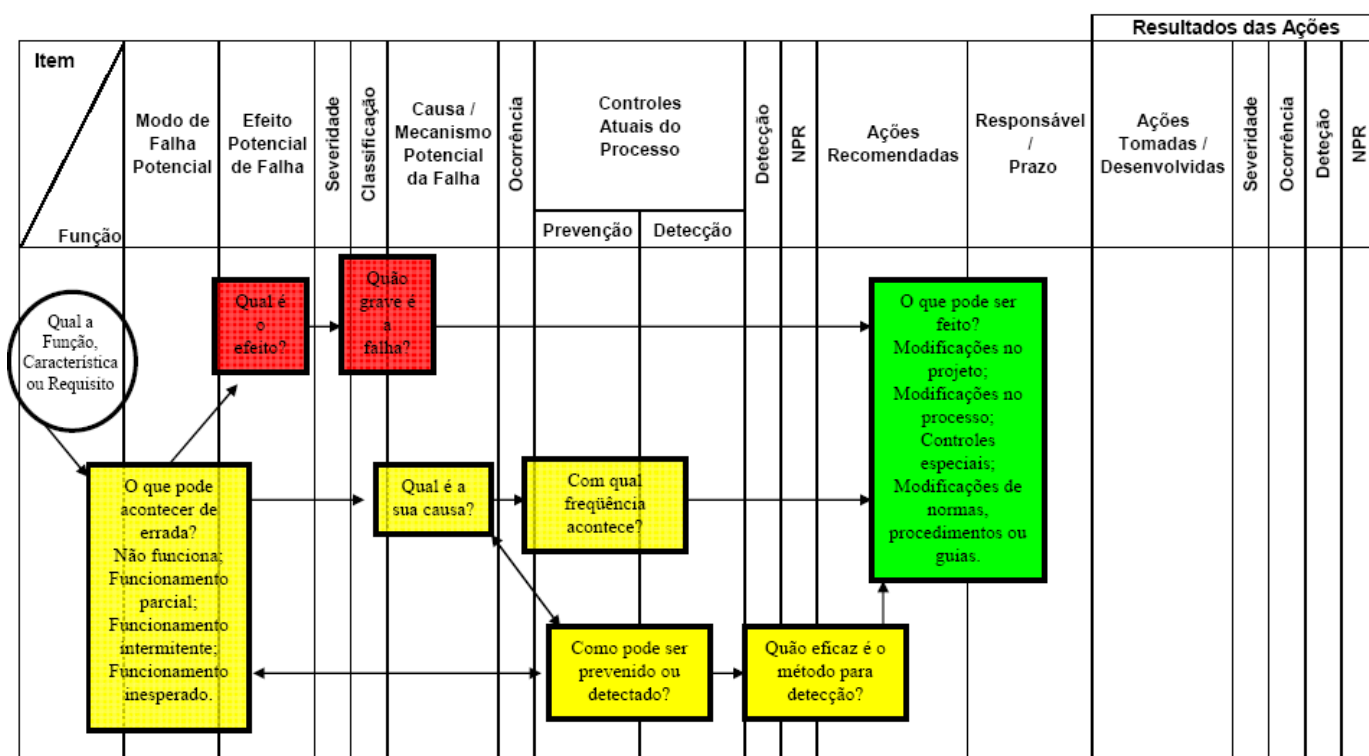 Resultados das Ações
Item
Função
Modo de
Falha
Potencial
Efeito
Potencial
de Falha
Severidade
Classificação
Causa /
Mecanismo
Potencial
da Falha
Ocorrência
Controles
Atuais do
Processo
Prevenção
Detecção
Detecção
NPR
Ações
Recomendadas
Responsável
/
Prazo
Ações
Tomadas /
Desenvolvidas
Severidade
Ocorrência
Deteção
NPR
Qual a
Função,
Característica
ou Requisito
Qual é
o
efeito?
Quão
grave é
a
falha?
O que pode ser
feito?
Modificações no
projeto;
Modificações no
processo;
Controles
especiais;
Modificações de
normas,
procedimentos ou
guias.
O que pode
acontecer de
errada?
Não funciona;
Funcionamento
parcial;
Funcionamento
intermitente;
Funcionamento
inesperado.
Qual é a
sua causa?
Com qual
freqüência
acontece?
Como pode ser
prevenido ou
detectado?
Quão eficaz é o
método para
detecção?